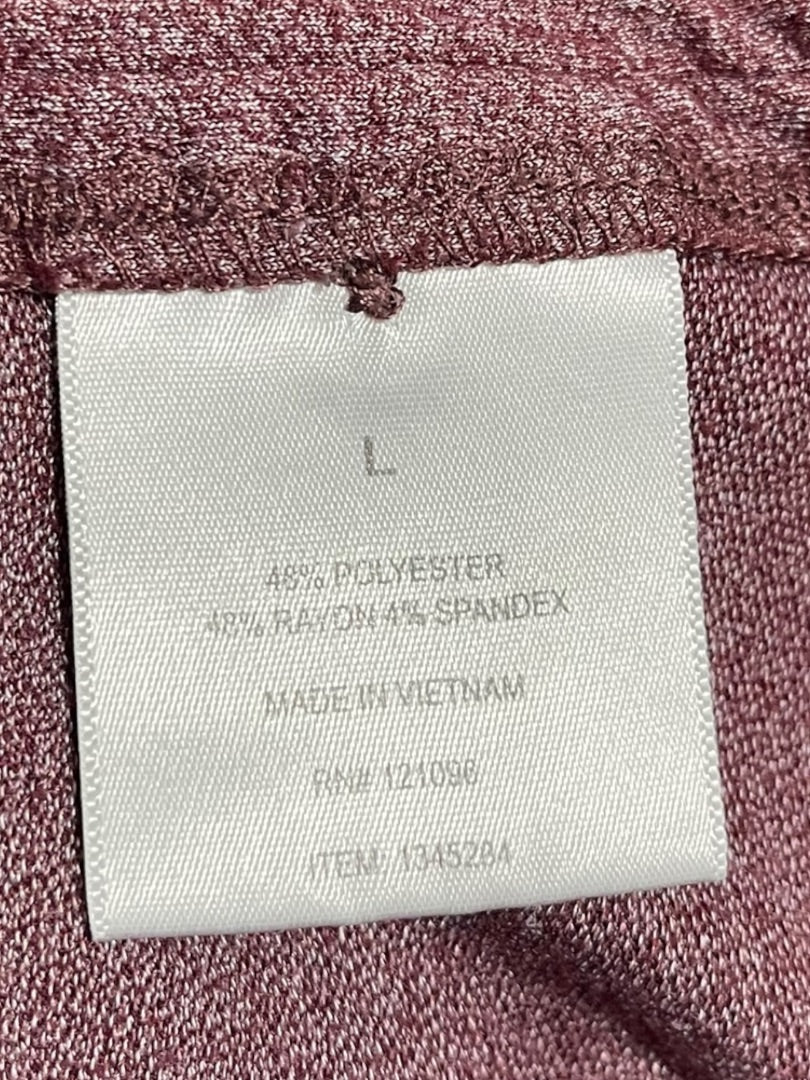 L
48% POLYESTER
48% RAYON 4% SPANDEX
MADE IN VIETNAM
RN# 121096
ITEM: 1345284